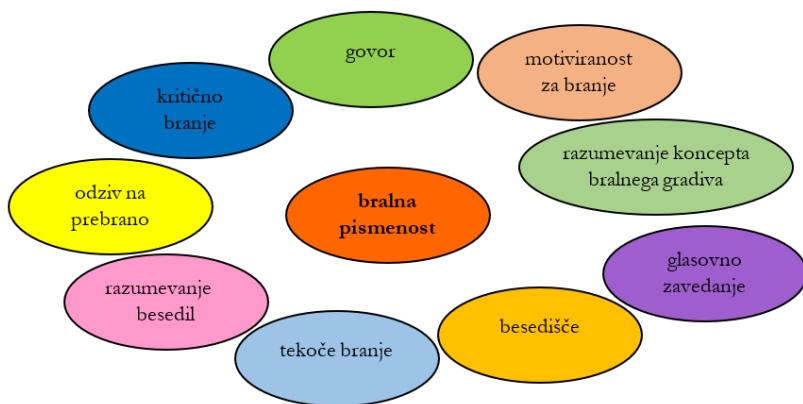 govor
motiviranost
za branje
kritično
branje
razumevanje koncepta
bralnega gradiva
odziv na
prebrano
bralna
pismenost
glasovno
zavedanje
razumevanje
besedil
besedišče
tekoče branje